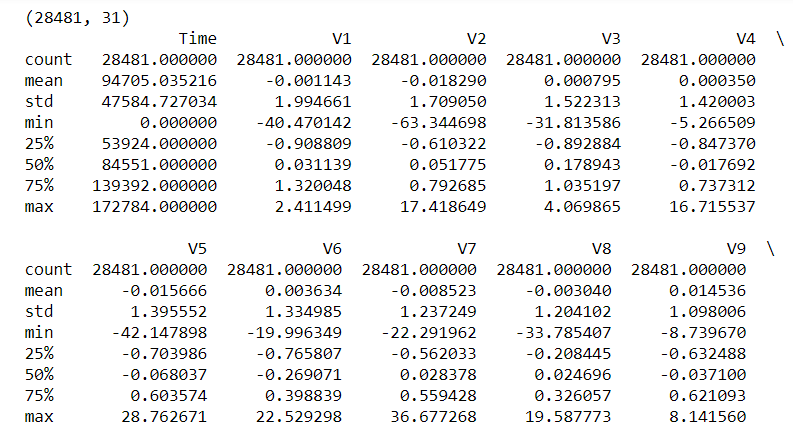 (28481, 31)
Time V1 V2 V3 V4 \
count 28481.000000 28481.000000 28481.000000 28481.000000 28481.000000
mean 94705.035216 -0.001143 -0.018290 0.000795 0.000350
std 47584.727034 1.994661 1.709050 1.522313 1.420003
min 0.000000 -40.470142 -63.344698 -31.813586 -5.266509
25% 53924.000000 -0.908809 -0.610322 -0.892884 -0.847370
50% 84551.000000 0.031139 0.051775 0.178943 -0.017692
75% 139392.000000 1.320048 0.792685 1.035197 0.737312
max 172784.000000 2.411499 17.418649 4.069865 16.715537
V5 V6 V7 V8 V9 \
count 28481.000000 28481.000000 28481.000000 28481.000000 28481.000000
mean -0.015666 0.003634 -0.008523 -0.003040 0.014536
std 1.395552 1.334985 1.237249 1.204102 1.098006
min -42.147898 -19.996349 -22.291962 -33.785407 -8.739670
25% -0.703986 -0.765807 -0.562033 -0.208445 -0.632488
50% -0.068037 -0.269071 0.028378 0.024696 -0.037100
75% 0.603574 0.398839 0.559428 0.326057 0.621093
max 28.762671 22.529298 36.677268 19.587773 8.141560